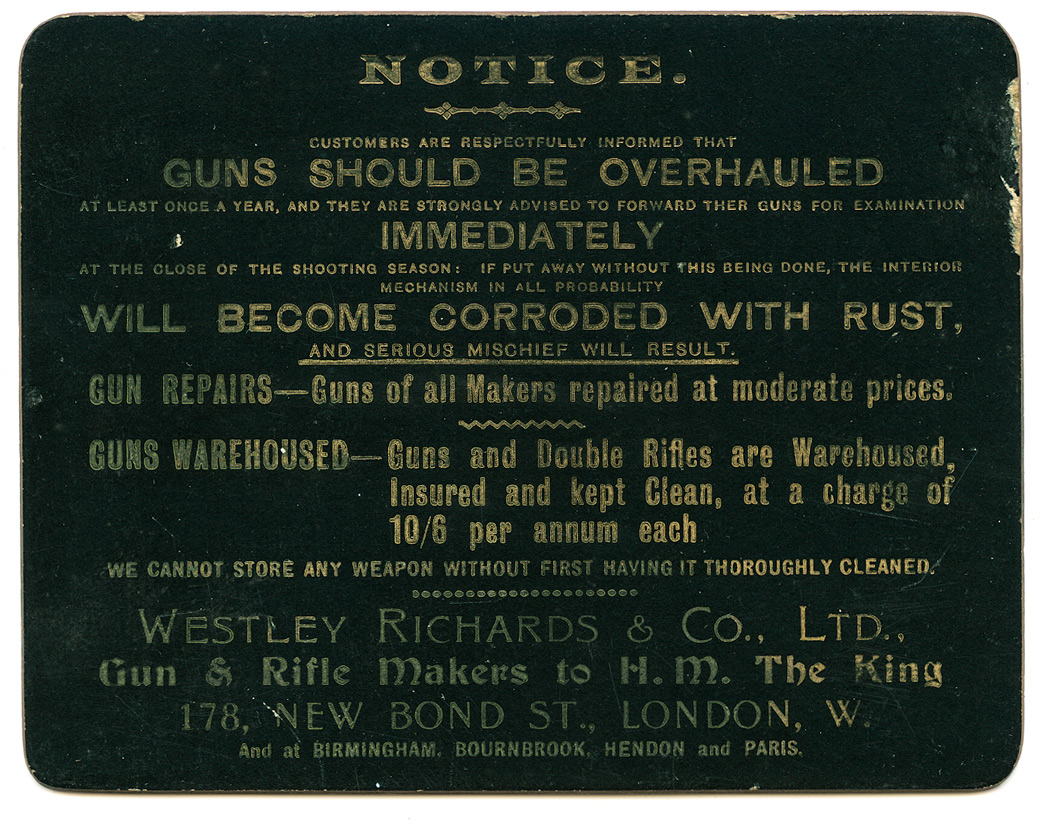 NOTICE.
CUSTOMERS ARE RESPECTFULLY INFORMED THAT
GUNS SHOULD BE OVERHAULED
AT LEAST ONCE A YEAR, AND THEY ARE STRONGLY ADVISED TO FORWARD THER GUNS FOR EXAMINATION
IMMEDIATELY
AT THE CLOSE OF THE SHOOTING SEASON: IF PUT AWAY WITHOUT THIS BEING DONE, THE INTERIOR
MECHANISM IN ALL PROBABILITY
WILL BECOME CORRODED WITH RUST,
AND SERIOUS MISCHIEF WILL RESULT.
GUN REPAIRS—Guns of all Makers repaired at moderate prices.
GUNS WAREHOUSED—Guns and Double Rifles are Warehoused,
Insured and kept Clean, at a charge of
10/6 per annum each
WE CANNOT STORE ANY WEAPON WITHOUT FIRST HAVING IT THOROUGHLY CLEANED.
WESTLEY RICHARDS & CO., LTD.,
Gun & Rifle Makers to H.M. The King
178, NEW BOND ST., LONDON, W.
And at BIRMINGHAM, BOURNBROOK, HENDON and PARIS.